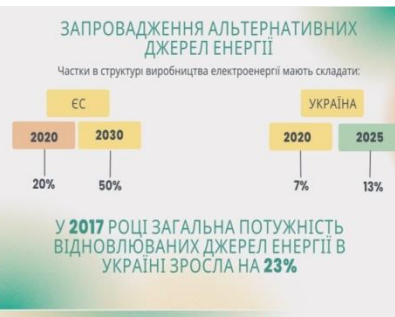 ЗАПРОВАДЖЕННЯ АЛЬТЕРНАТИВНИХ
ДЖЕРЕЛ ЕНЕРГІЇ
Частки в структурі виробництва електроенергії мають складати:
ЄС
УКРАЇНА
2020 2030 2020 2025
20% 50% 7% 13%
У 2017 РОЦІ ЗАГАЛЬНА ПОТУЖНІСТЬ
ВІДНОВЛЮВАНИХ ДЖЕРЕЛ ЕНЕРГІЇ В
УКРАЇНІ ЗРОСЛА НА 23%